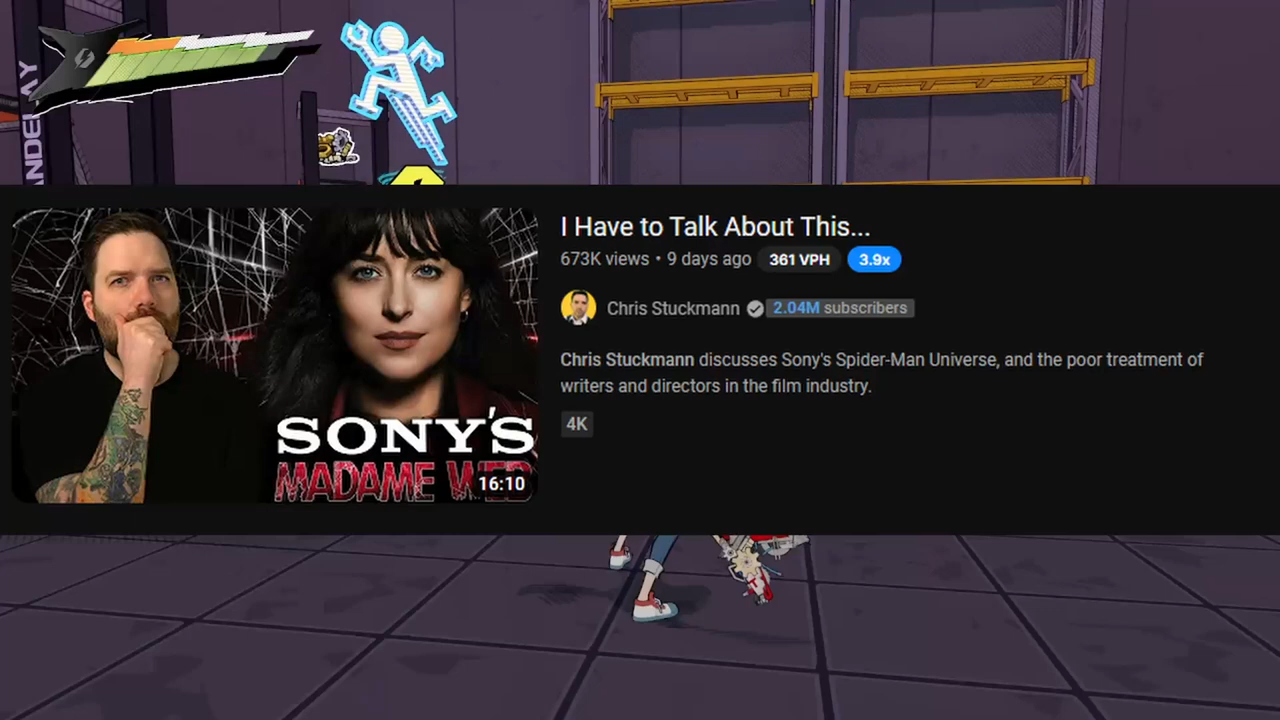 ANDELAY
I Have to Talk About This...
673K views • 9 days ago 361 VPH 3.9x
Chris Stuckmann 2.04M subscribers
Chris Stuckmann discusses Sony's Spider-Man Universe, and the poor treatment of
writers and directors in the film industry.
4K
SONY'S
MADAME WEB
16:10